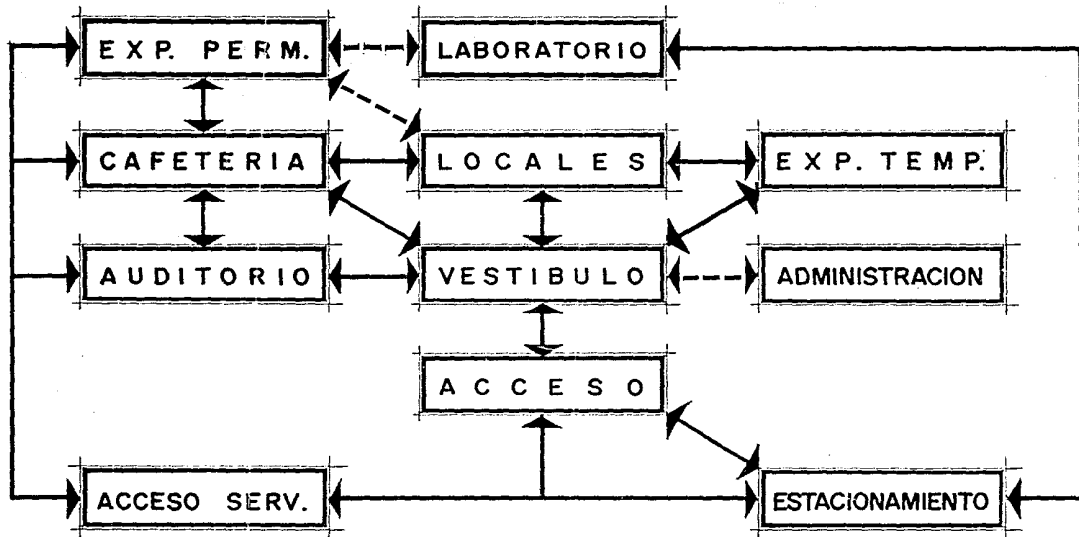 EXP. PERM.
LABORATORIO
CAFETERIA
LOCALES
EXP. TEMP.
AUDITORIO
VESTIBULO
ADMINISTRACION
ACCESO
ACCESO SERV.
ESTACIONAMIENTO